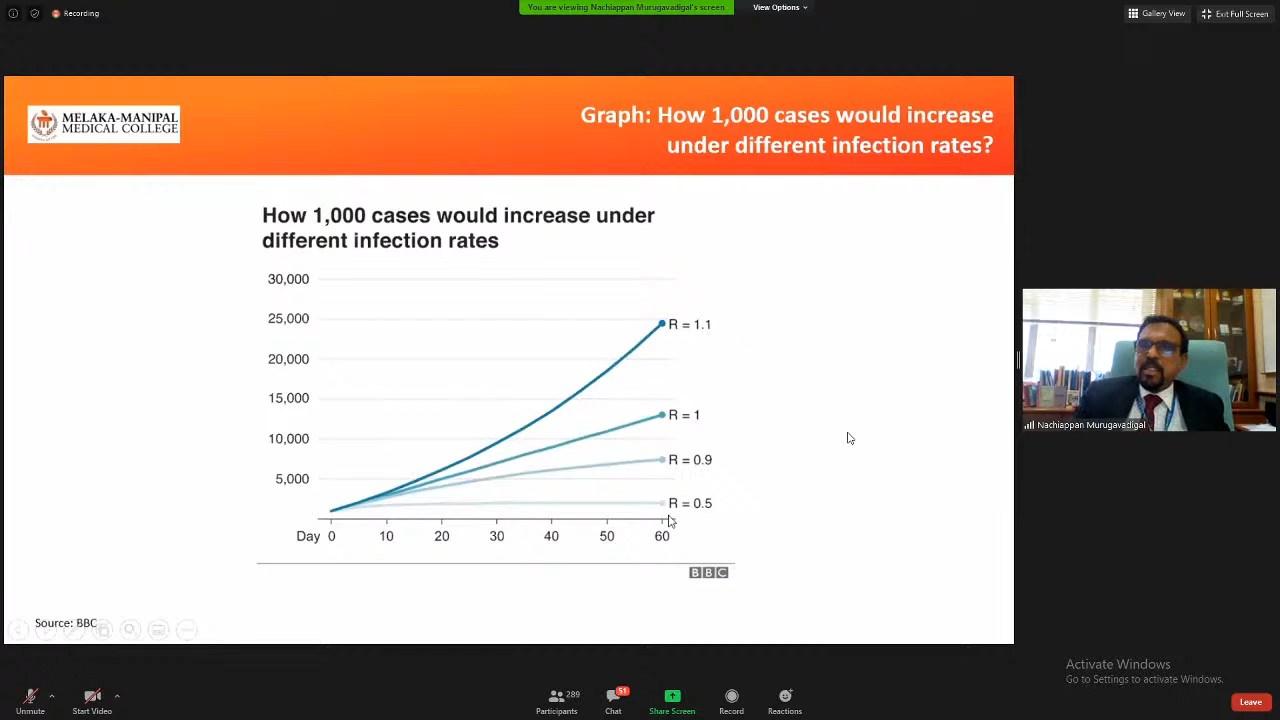 Recording
You are viewing Nachiappan Murugavadigal's screen
View Options
Gallery View
Exit Full Screen
MELAKA-MANIPAL
MEDICAL COLLEGE
Graph: How 1,000 cases would increase
under different infection rates?
How 1,000 cases would increase under
different infection rates
30,000
25,000
20,000
15,000
10,000
5,000
R = 1.1
R = 1
R = 0.9
R = 0.5
Day 0 10 20 30 40 50 60
BBC
Source: BBC
Nachiappan Murugavadigal
Activate Windows
Go to Settings to activate Windows.
Unmute
Start Video
289
Participants
51
Chat
Share Screen
Record
Reactions
Leave